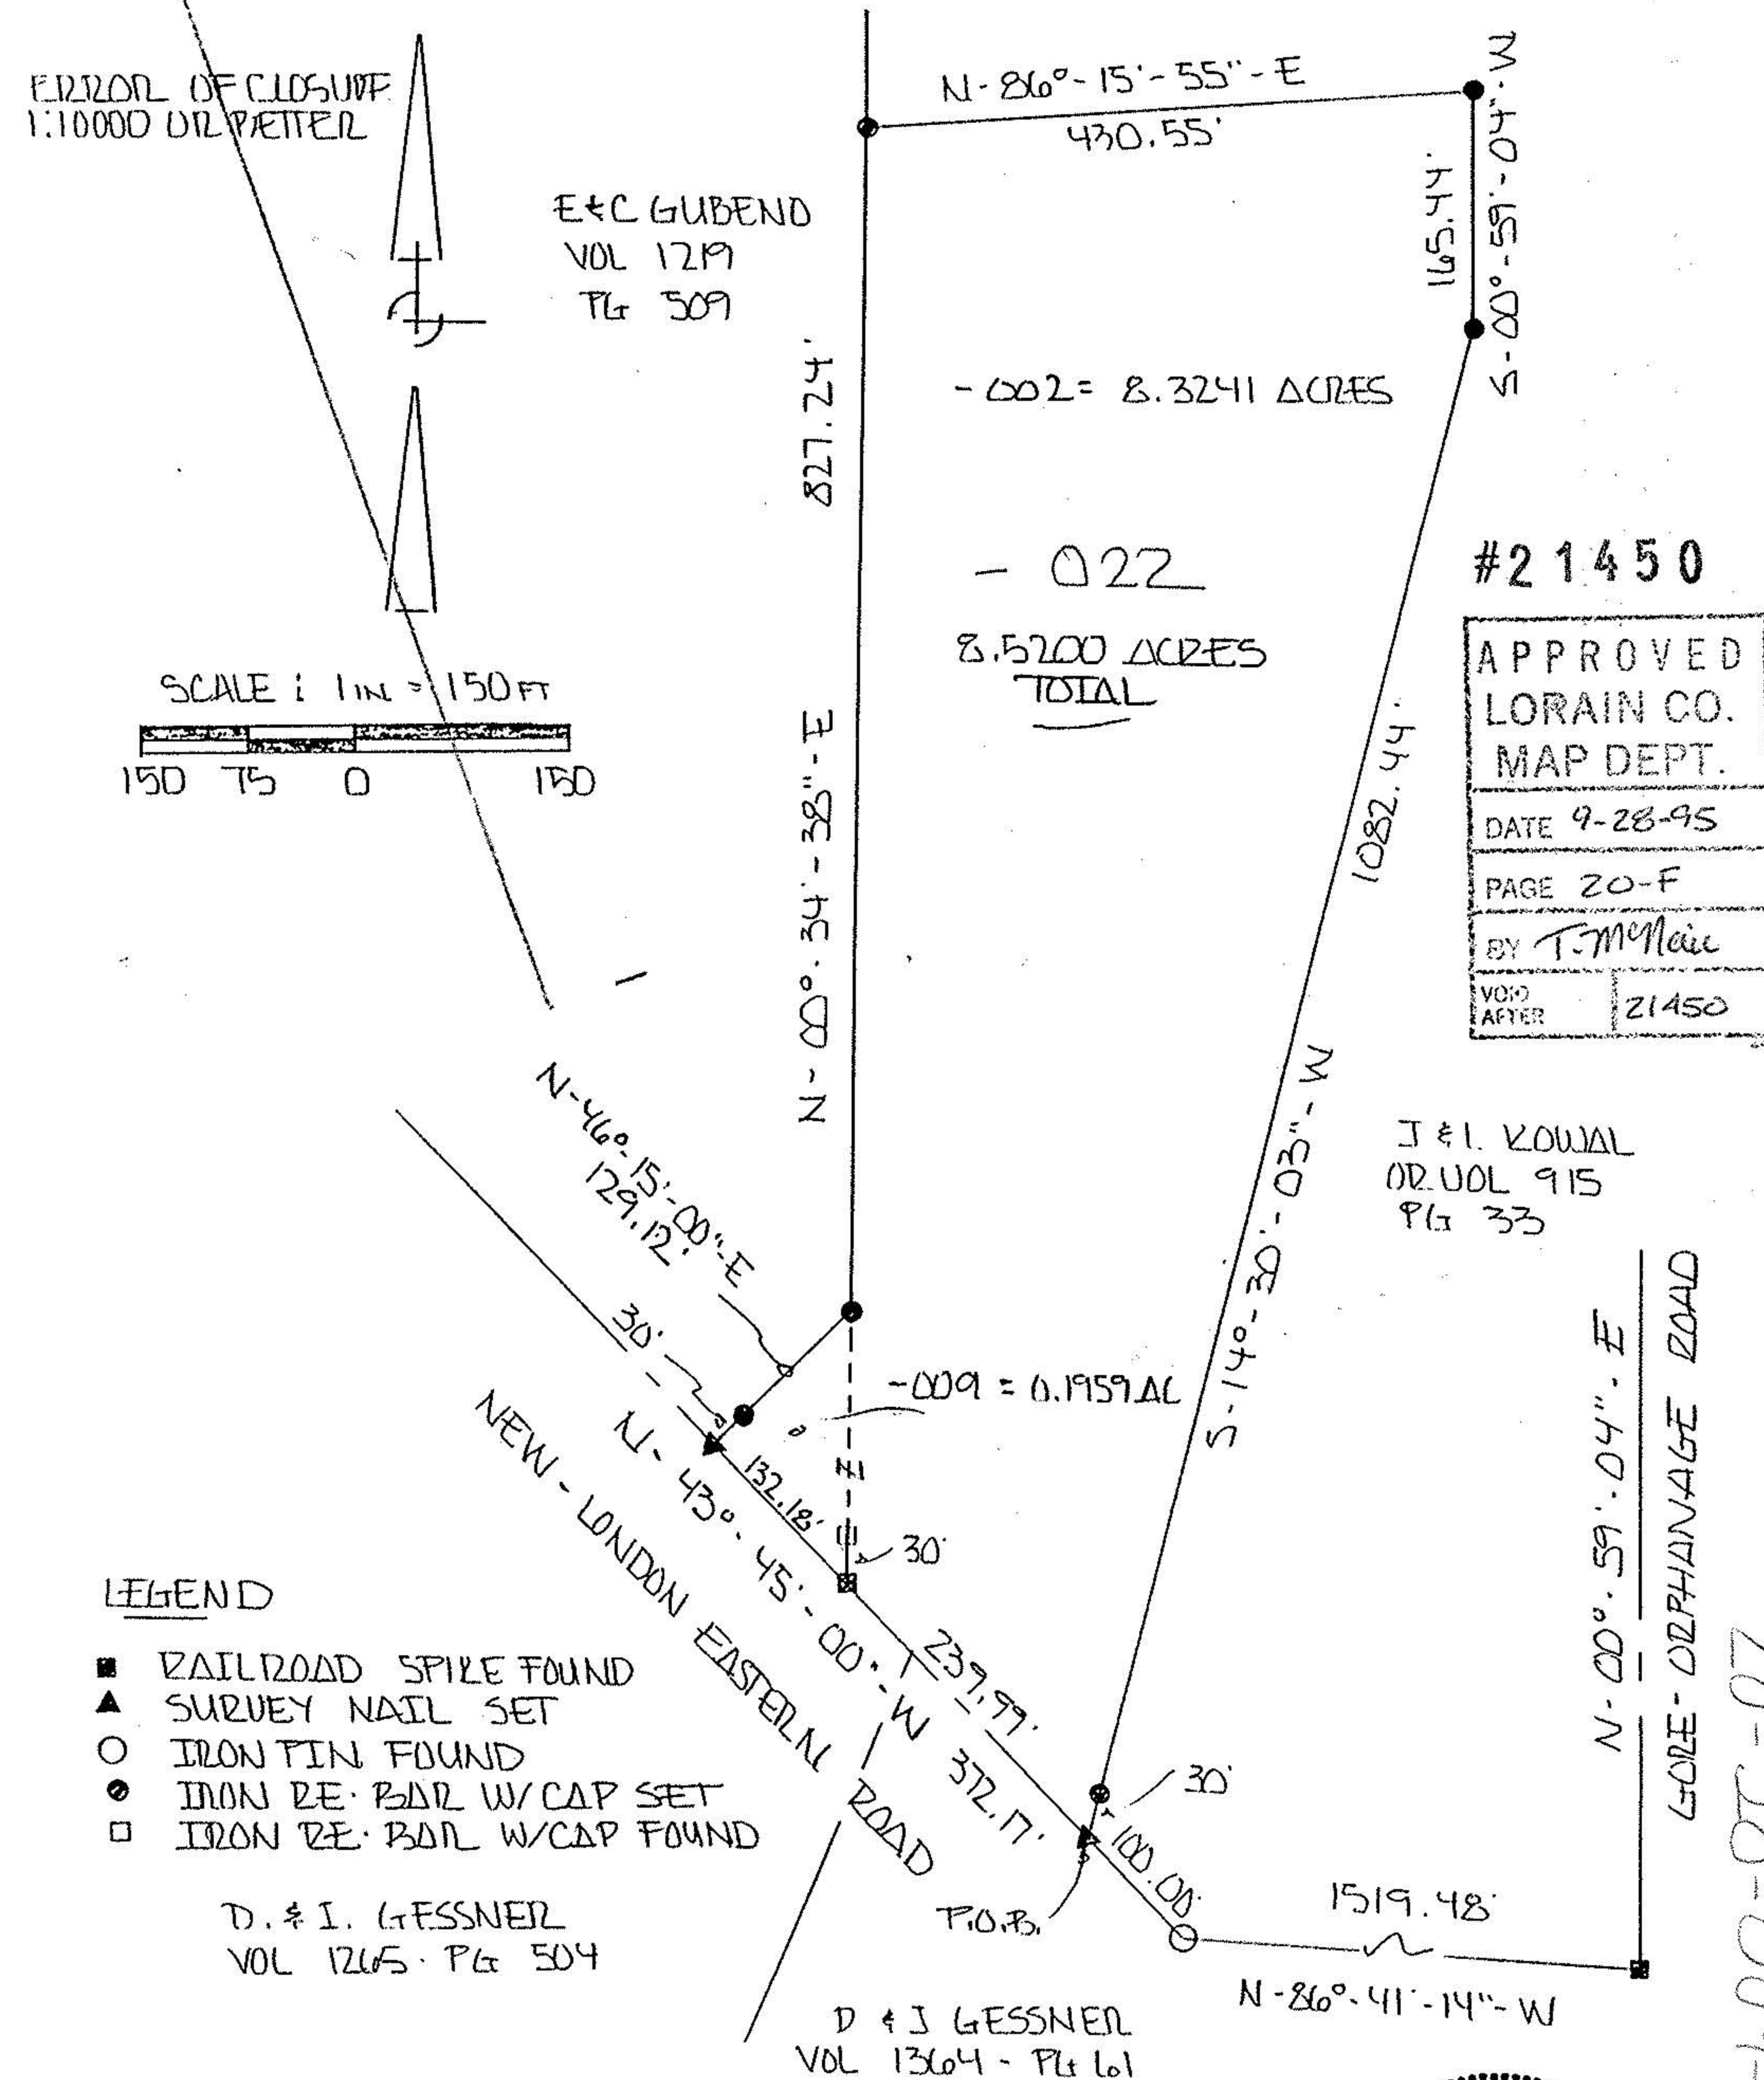 ERROR OF CLOSURE
1:10000 OR BETTER
N-86°-15'-55"-E
430.55'
165.44'
S-00°-59'-04"-W
E&C GUBENO
VOL 1219
PG 509
827.24'
N-00°-34'-38"-E
-002= 8.3241 ACRES
-022
8.5200 ACRES
TOTAL
#21450
APPROVED
LORAIN CO.
MAP DEPT.
DATE 9-28-95
PAGE 20-F
BY T. McNair
VOID
AFTER
21450
SCALE : 1 IN = 150 FT
150 75 0 150
1082.44'
S-14°-30'-03"-W
J & I. KOWAL
OR VOL 915
PG 33
N-46°-15'-00"-E
129.12'
30'
-009 = 0.1959 AC
132.18'
N-43°-45'-00"-W 372.17'
30'
239.99'
NEW-LONDON EASTERN ROAD
30'
100.00'
P.O.B.
1519.48'
N-86°-41'-14"-W
N-00°-59'-04"-E
GORE-ORPHANAGE ROAD
LEGEND
RAILROAD SPIKE FOUND
SURVEY NAIL SET
IRON PIN FOUND
IRON RE-BAR W/CAP SET
IRON RE-BAR W/CAP FOUND
D. & I. GESSNER
VOL 1265 - PG 504
D & J GESSNER
VOL 1364 - PG 61